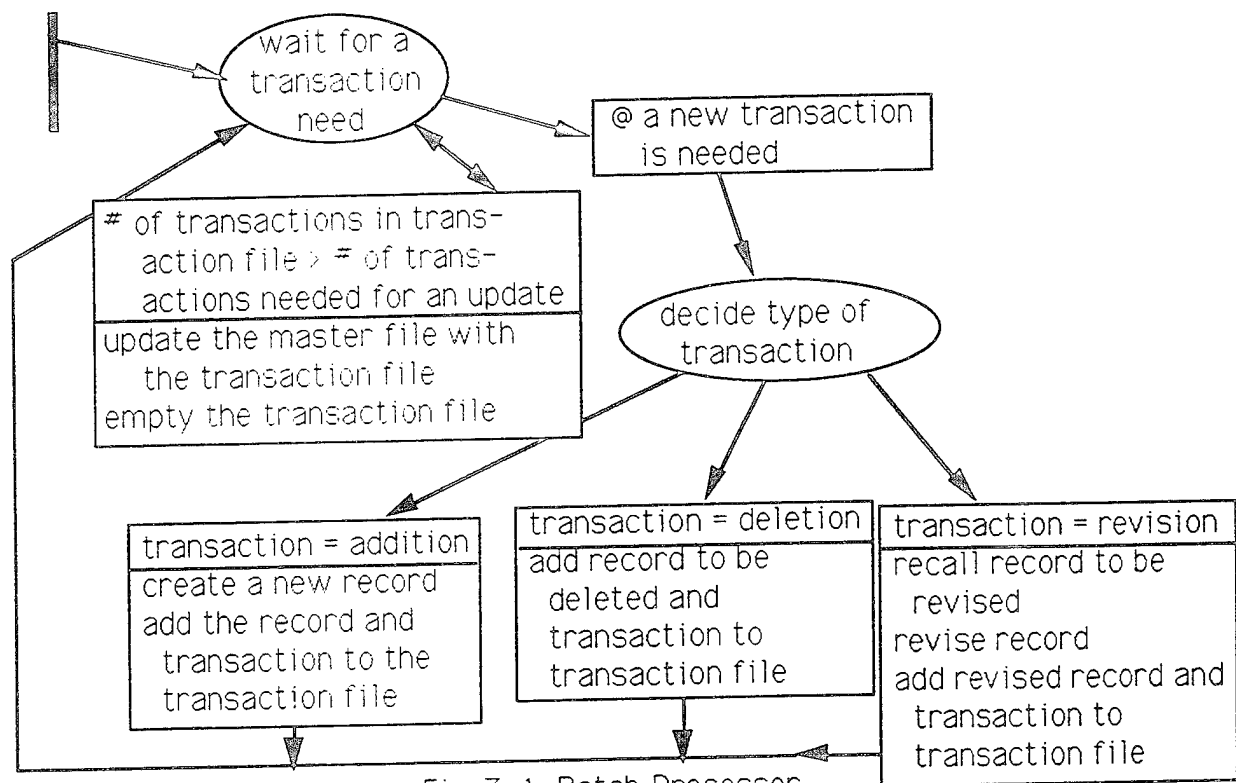 wait for a
transaction
need
@ a new transaction
is needed
# of transactions in trans-
action file > # of trans-
actions needed for an update
update the master file with
the transaction file
empty the transaction file
decide type of
transaction
transaction = addition
create a new record
add the record and
transaction to the
transaction file
transaction = deletion
add record to be
deleted and
transaction to
transaction file
transaction = revision
recall record to be
revised
revise record
add revised record and
transaction to
transaction file
Batch Processor